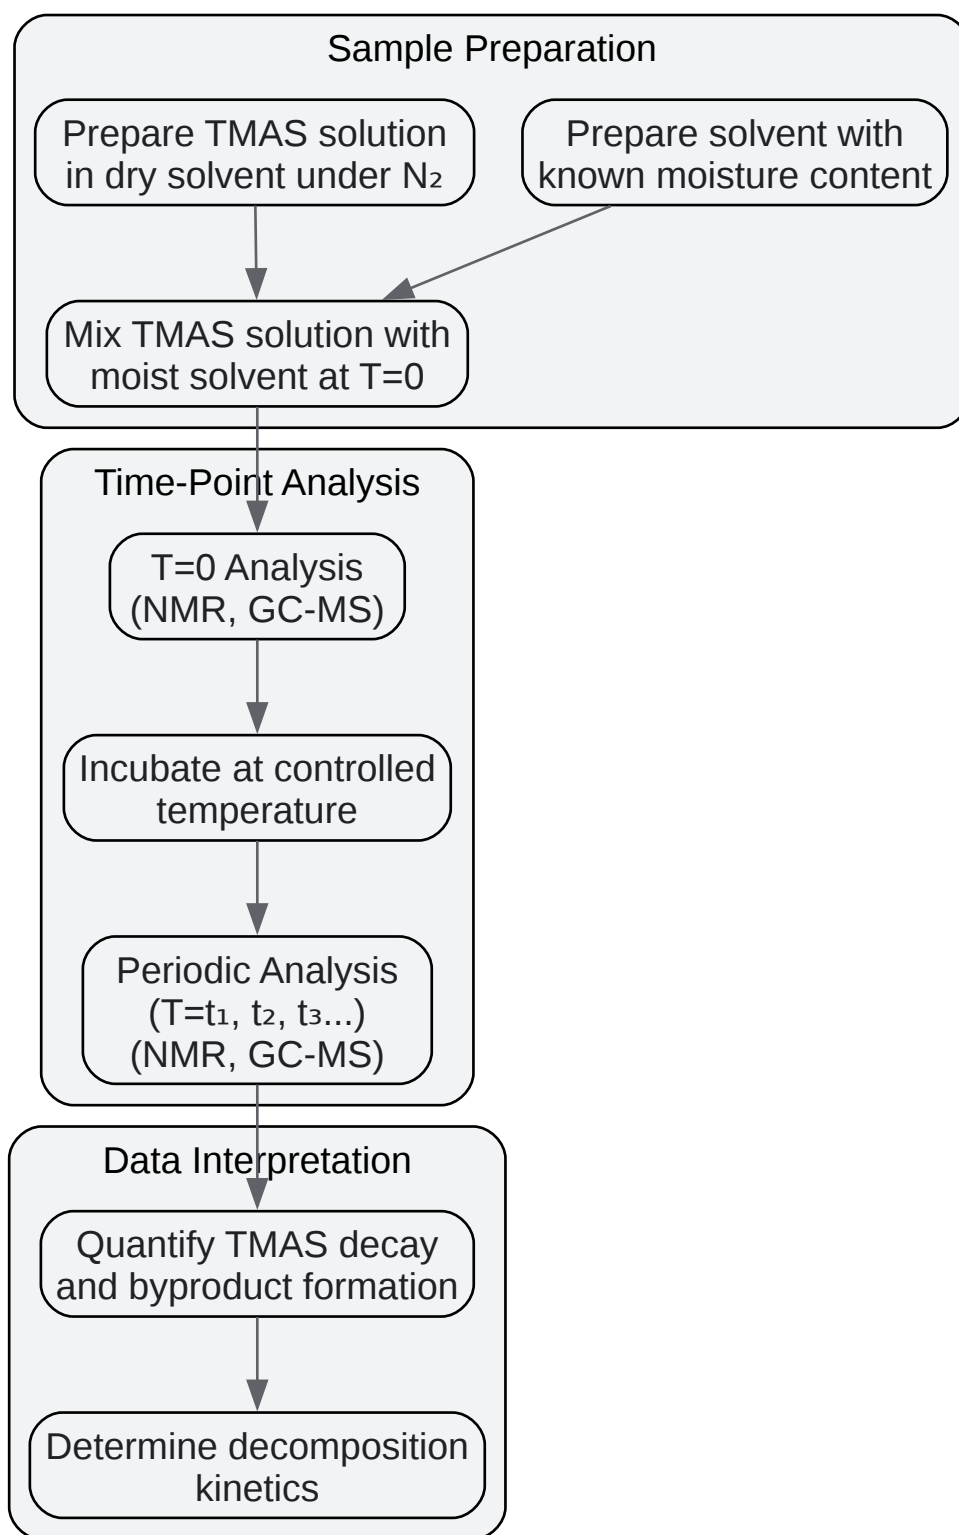 Sample Preparation
Prepare TMAS solution
in dry solvent under N₂
Prepare solvent with
known moisture content
Mix TMAS solution with
moist solvent at T=0
Time-Point Analysis
T=0 Analysis
(NMR, GC-MS)
Incubate at controlled
temperature
Periodic Analysis
(T=t₁, t₂, t₃...)
(NMR, GC-MS)
Data Interpretation
Quantify TMAS decay
and byproduct formation
Determine decomposition
kinetics